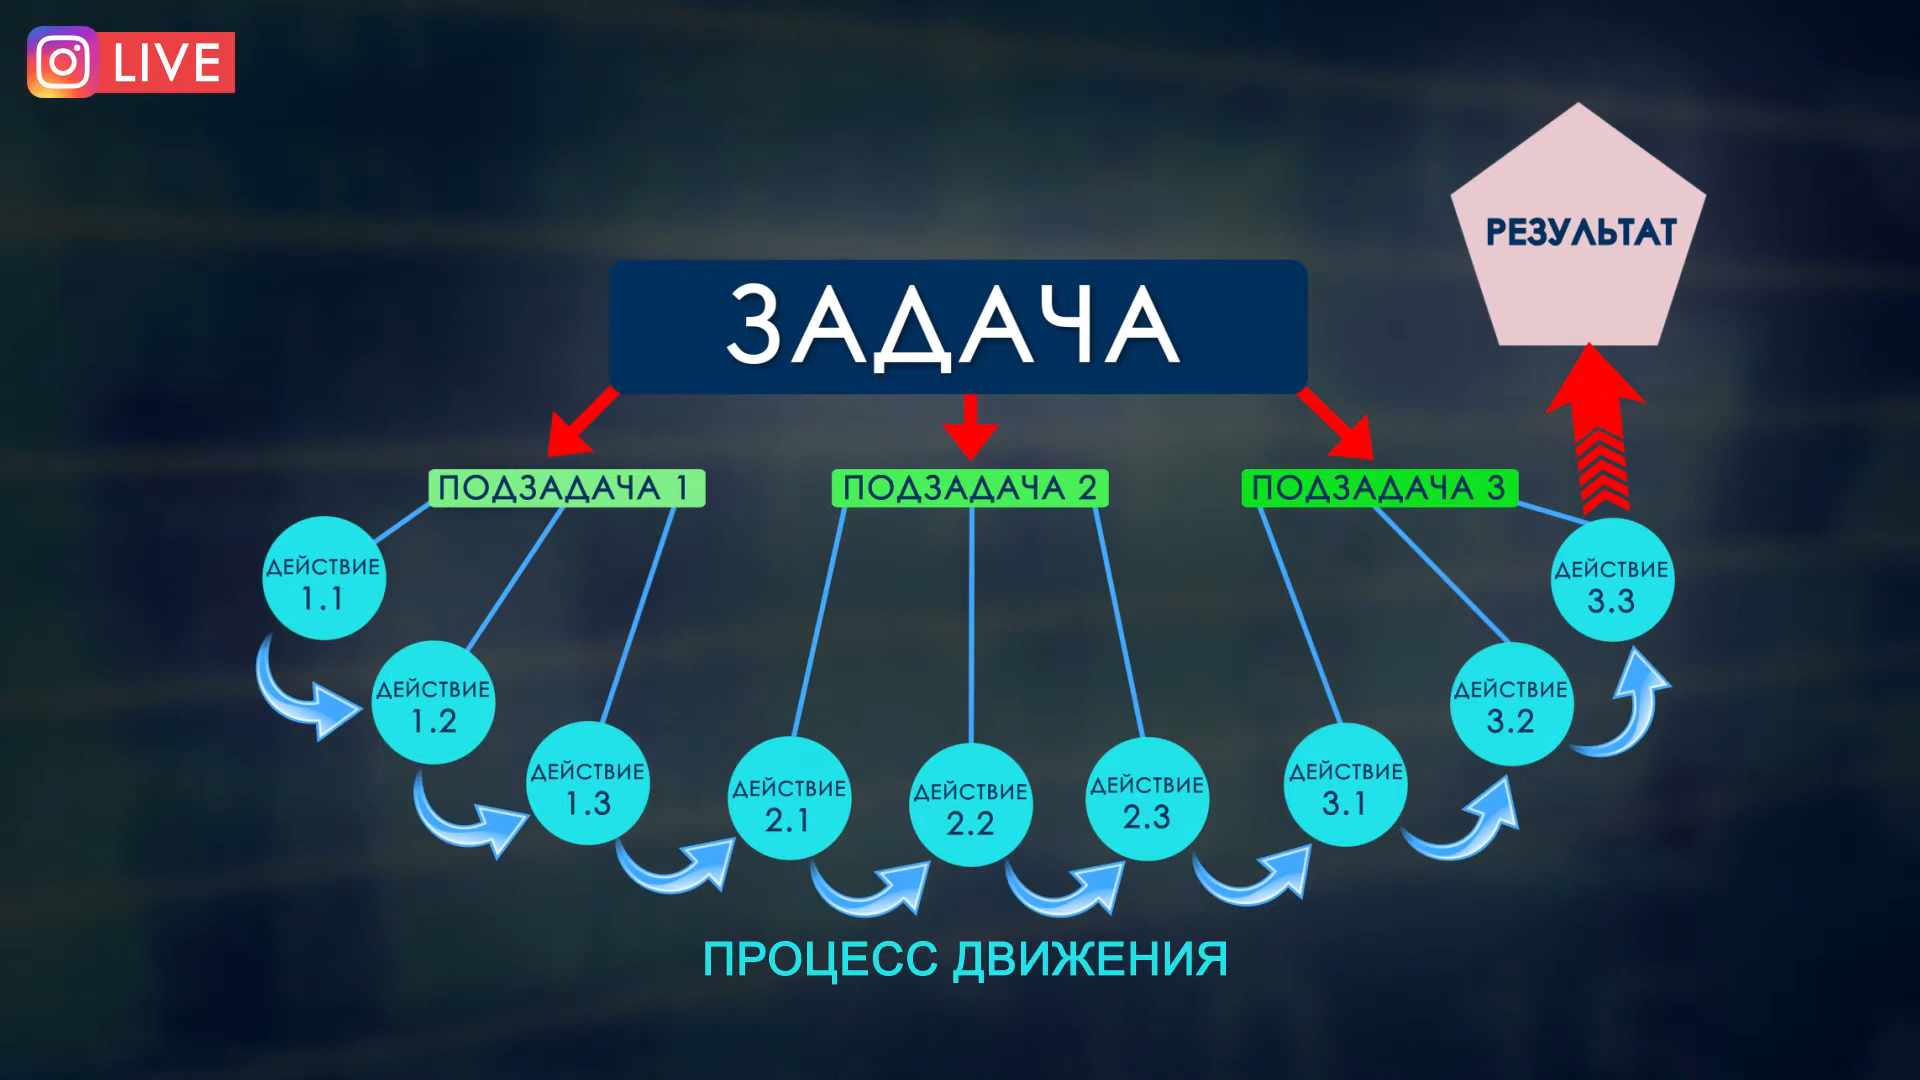 LIVE
РЕЗУЛЬТАТ
ЗАДАЧА
ПОДЗАДАЧА 1
ПОДЗАДАЧА 2
ПОДЗАДАЧА 3
ДЕЙСТВИЕ
1.1
ДЕЙСТВИЕ
1.2
ДЕЙСТВИЕ
1.3
ДЕЙСТВИЕ
2.1
ДЕЙСТВИЕ
2.2
ДЕЙСТВИЕ
2.3
ДЕЙСТВИЕ
3.1
ДЕЙСТВИЕ
3.2
ДЕЙСТВИЕ
3.3
ПРОЦЕСС ДВИЖЕНИЯ